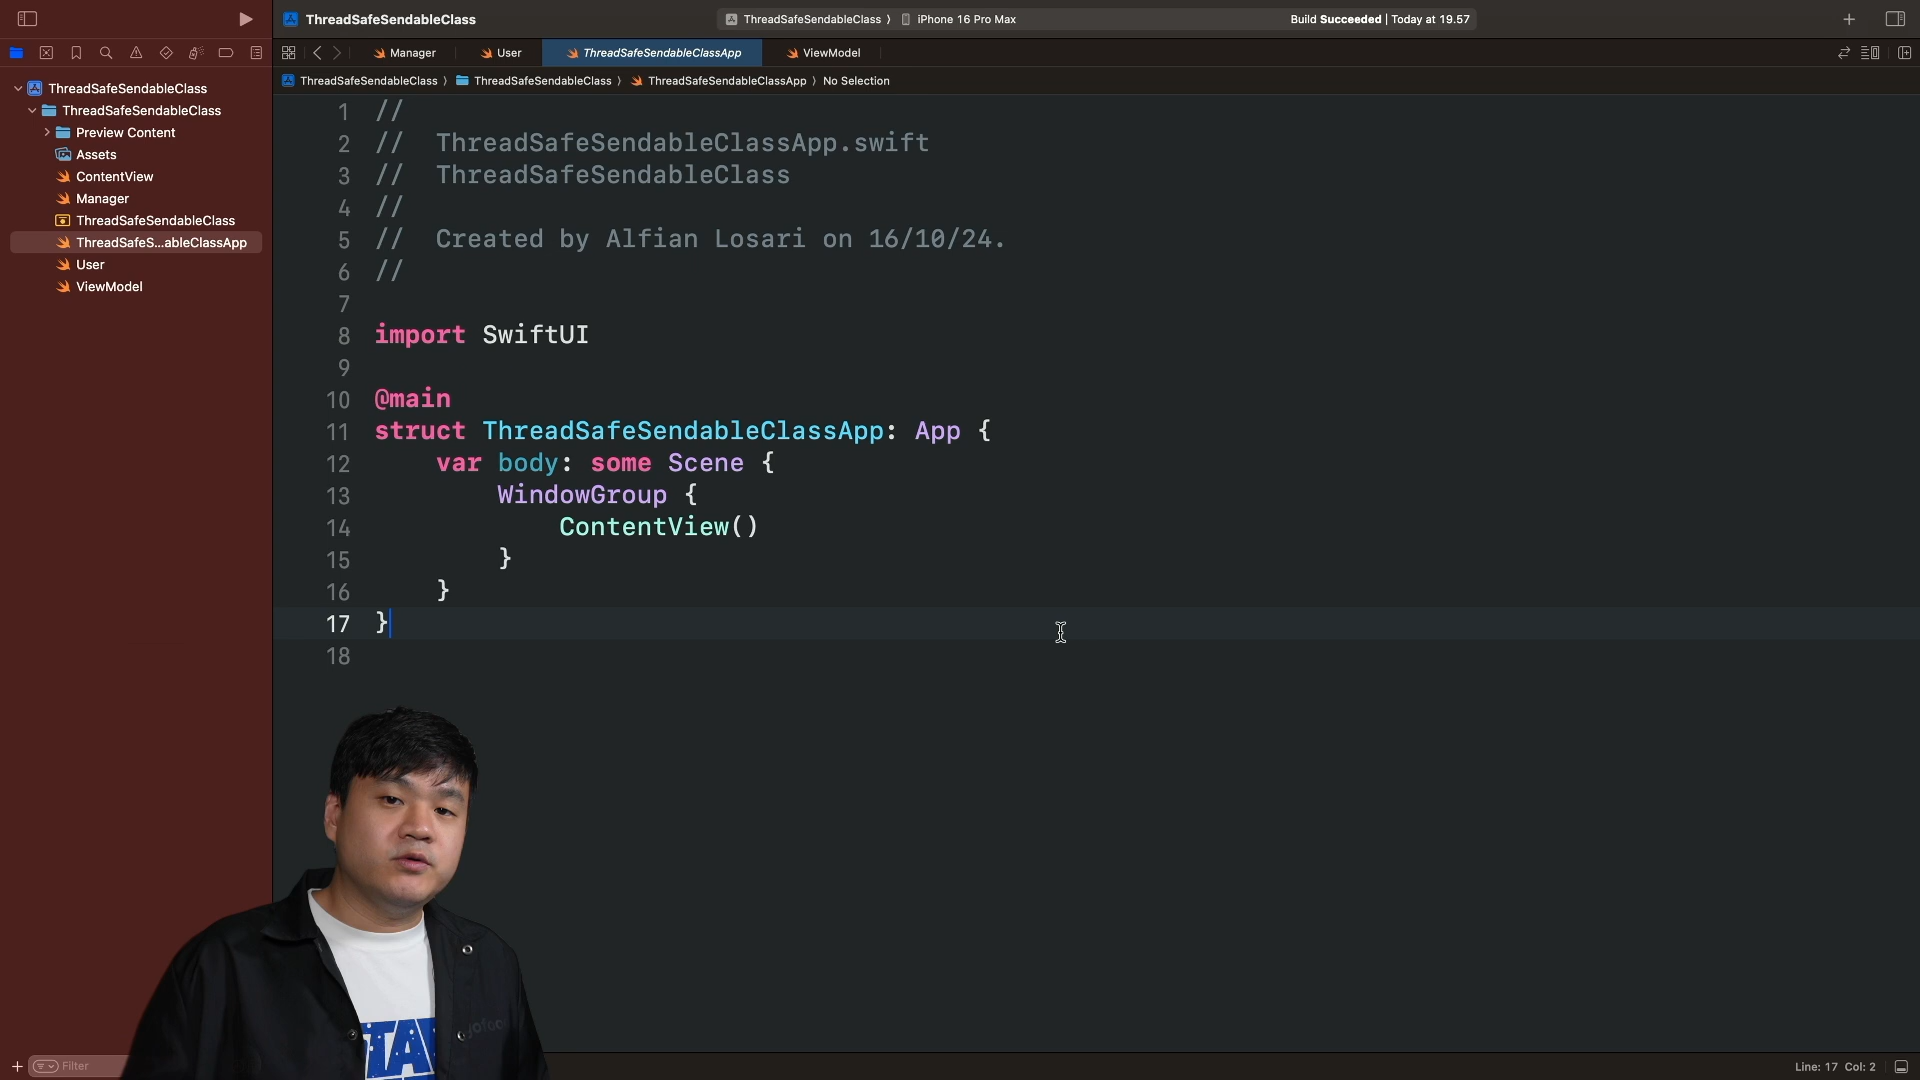 ThreadSafeSendableClass
ThreadSafeSendableClass 〉 iPhone 16 Pro Max
Build Succeeded | Today at 19.57
Manager
User
ThreadSafeSendableClassApp
ViewModel
ThreadSafeSendableClass 〉 ThreadSafeSendableClass 〉 ThreadSafeSendableClassApp 〉 No Selection
ThreadSafeSendableClass
ThreadSafeSendableClass
Preview Content
Assets
ContentView
Manager
ThreadSafeSendableClass
ThreadSafeS...ableClassApp
User
ViewModel
1 //
2 //  ThreadSafeSendableClassApp.swift
3 //  ThreadSafeSendableClass
4 //
5 //  Created by Alfian Losari on 16/10/24.
6 //
7
8 import SwiftUI
9
10 @main
11 struct ThreadSafeSendableClassApp: App {
12     var body: some Scene {
13         WindowGroup {
14             ContentView()
15         }
16     }
17 }
18
TA
Filter
Line: 17 Col: 2